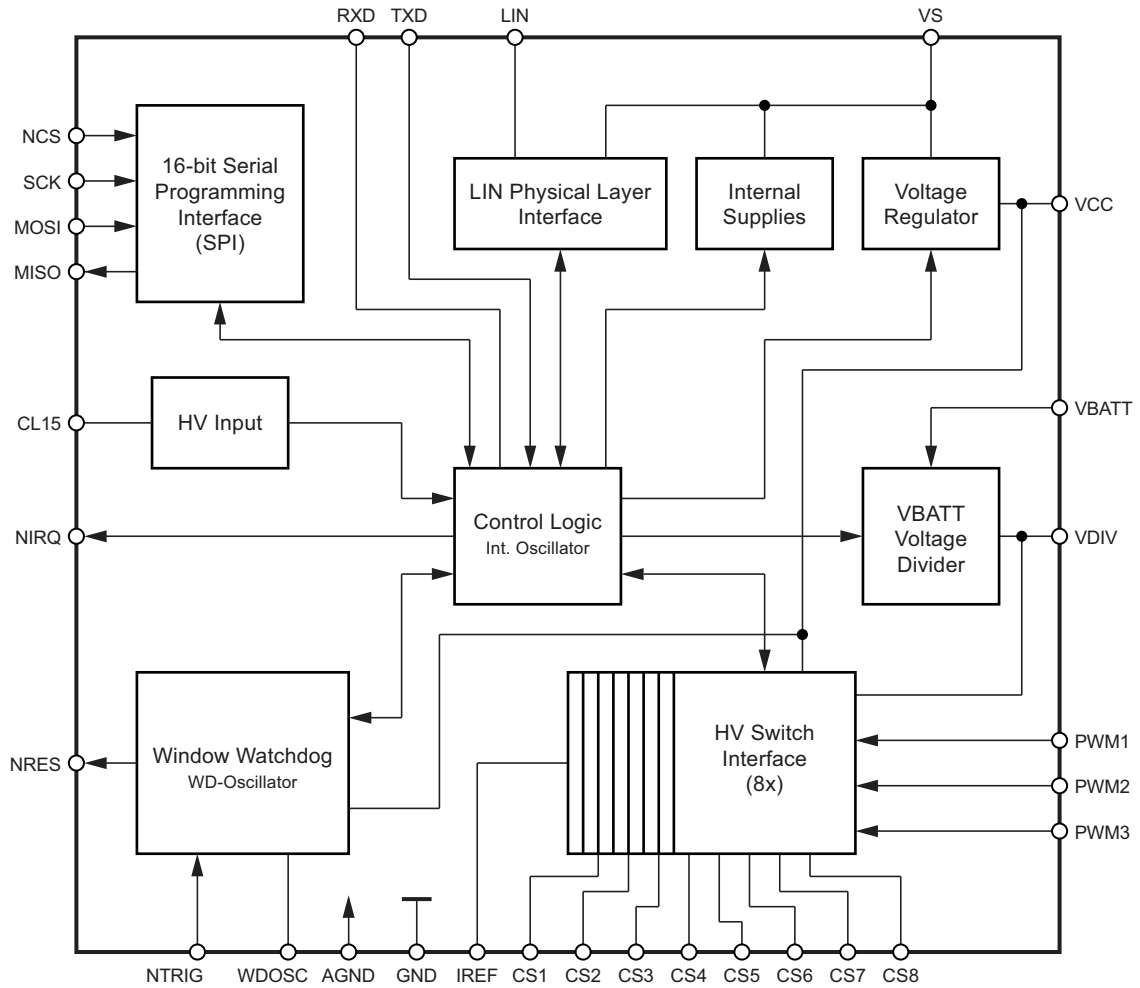 RXD TXD LIN VS
NCS
SCK
MOSI
MISO
16-bit Serial
Programming
Interface
(SPI)
LIN Physical Layer
Interface
Internal
Supplies
Voltage
Regulator
VCC
CL15
HV Input
VBATT
NIRQ
Control Logic
Int. Oscillator
VBATT
Voltage
Divider
VDIV
NRES
Window Watchdog
WD-Oscillator
HV Switch
Interface
(8x)
PWM1
PWM2
PWM3
NTRIG WDOSC AGND GND IREF CS1 CS2 CS3 CS4 CS5 CS6 CS7 CS8